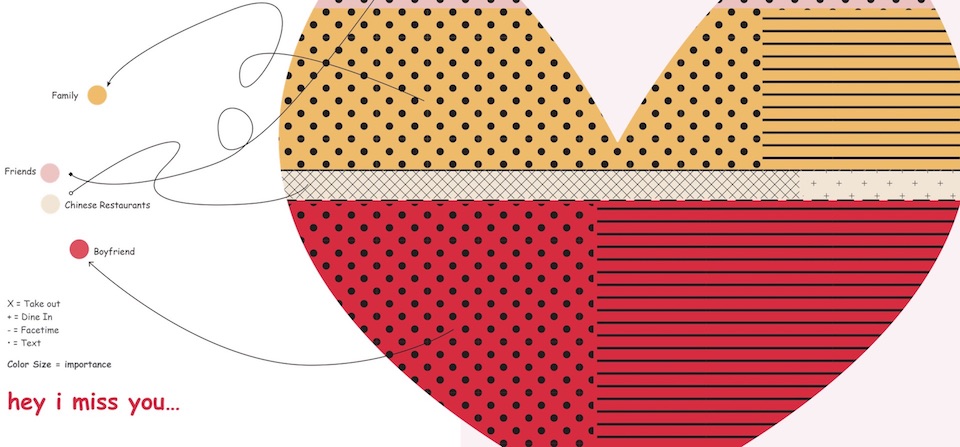 Family
Friends
Chinese Restaurants
Boyfriend
X = Take out
+ = Dine In
- = Facetime
• = Text
Color Size = importance
hey i miss you...